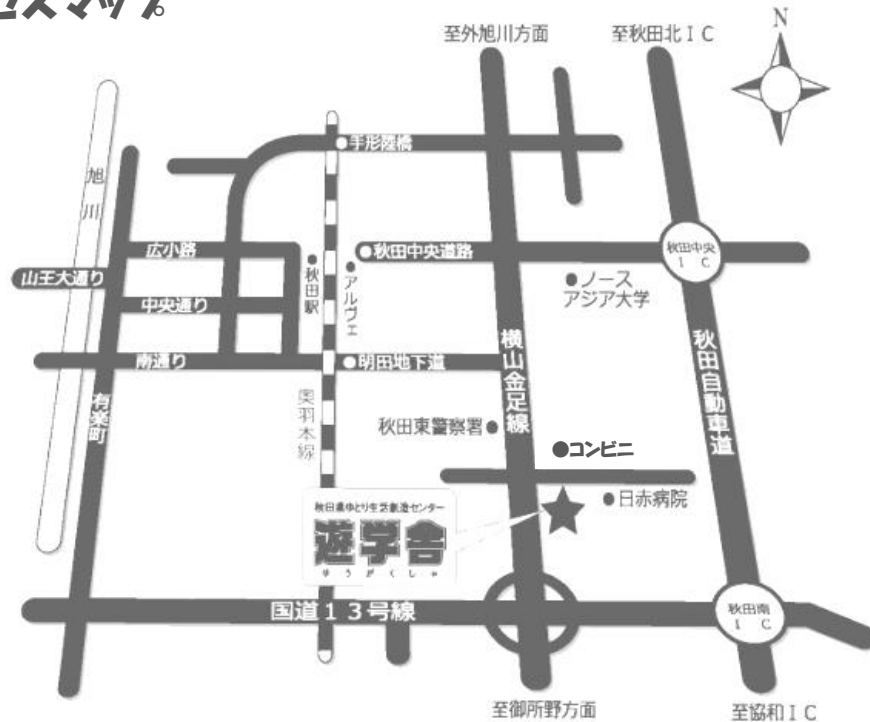 セスマップ
N
至外旭川方面
至秋田北ＩＣ
手形陸橋
旭川
広小路
秋田中央道路
秋田中央
ＩＣ
山王大通り
秋田駅
アルヴェ
ノース
アジア大学
中央通り
南通り
明田地下道
横山金足線
秋田自動車道
有楽町
奥羽本線
秋田東警察署
コンビニ
日赤病院
秋田県ゆとり生活創造センター
遊学舎
ゆうがくしゃ
国道１３号線
秋田南
ＩＣ
至御所野方面
至協和ＩＣ